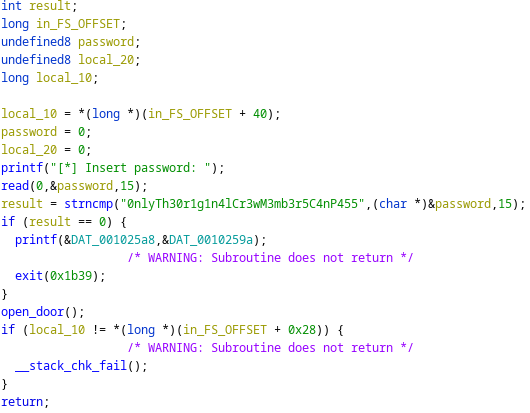 int result;
long in_FS_OFFSET;
undefined8 password;
undefined8 local_20;
long local_10;

local_10 = *(long *)(in_FS_OFFSET + 40);
password = 0;
local_20 = 0;
printf("[*] Insert password: ");
read(0,&password,15);
result = strncmp("0nlyTh30r1g1n4lCr3wM3mb3r5C4nP455",(char *)&password,15);
if (result == 0) {
  printf(&DAT_001025a8,&DAT_0010259a);
                    /* WARNING: Subroutine does not return */
  exit(0x1b39);
}
open_door();
if (local_10 != *(long *)(in_FS_OFFSET + 0x28)) {
                    /* WARNING: Subroutine does not return */
  __stack_chk_fail();
}
return;